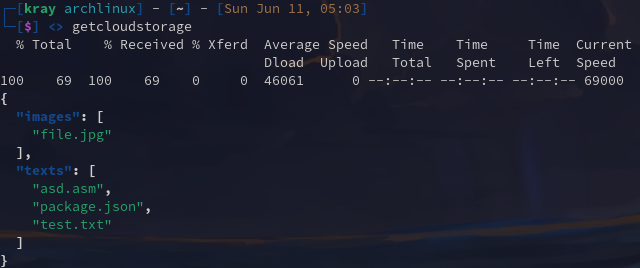 ┌─[kray archlinux] - [~] - [Sun Jun 11, 05:03]
└─[$] <> getcloudstorage
  % Total    % Received % Xferd  Average Speed   Time    Time     Time  Current
                                 Dload  Upload   Total   Spent    Left  Speed
100    69  100    69    0     0  46061      0 --:--:-- --:--:-- --:--:-- 69000
{
  "images": [
    "file.jpg"
  ],
  "texts": [
    "asd.asm",
    "package.json",
    "test.txt"
  ]
}